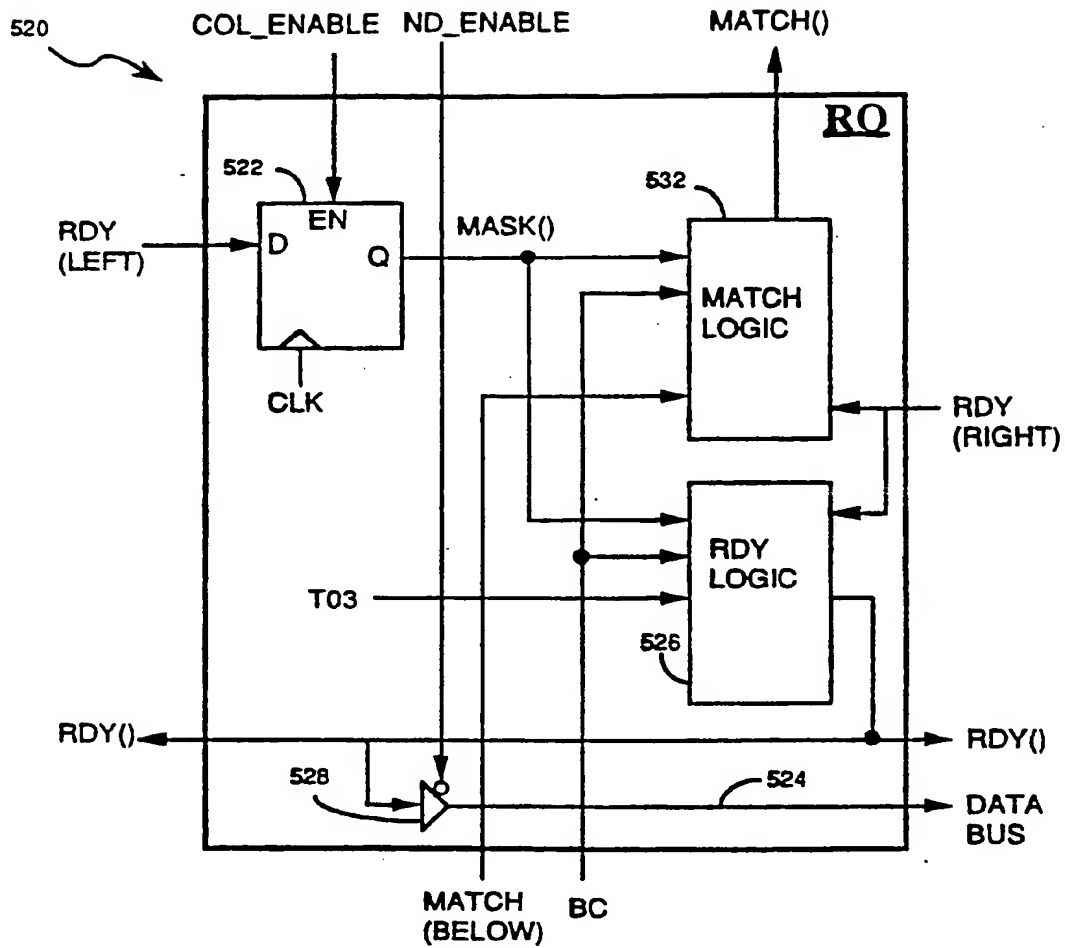 520
COL_ENABLE
ND_ENABLE
MATCH()
RQ
522
532
EN
RDY
(LEFT)
D
Q
MASK()
MATCH
LOGIC
CLK
RDY
(RIGHT)
RDY
LOGIC
T03
526
RDY()
RDY()
528
524
DATA
BUS
MATCH
(BELOW)
BC